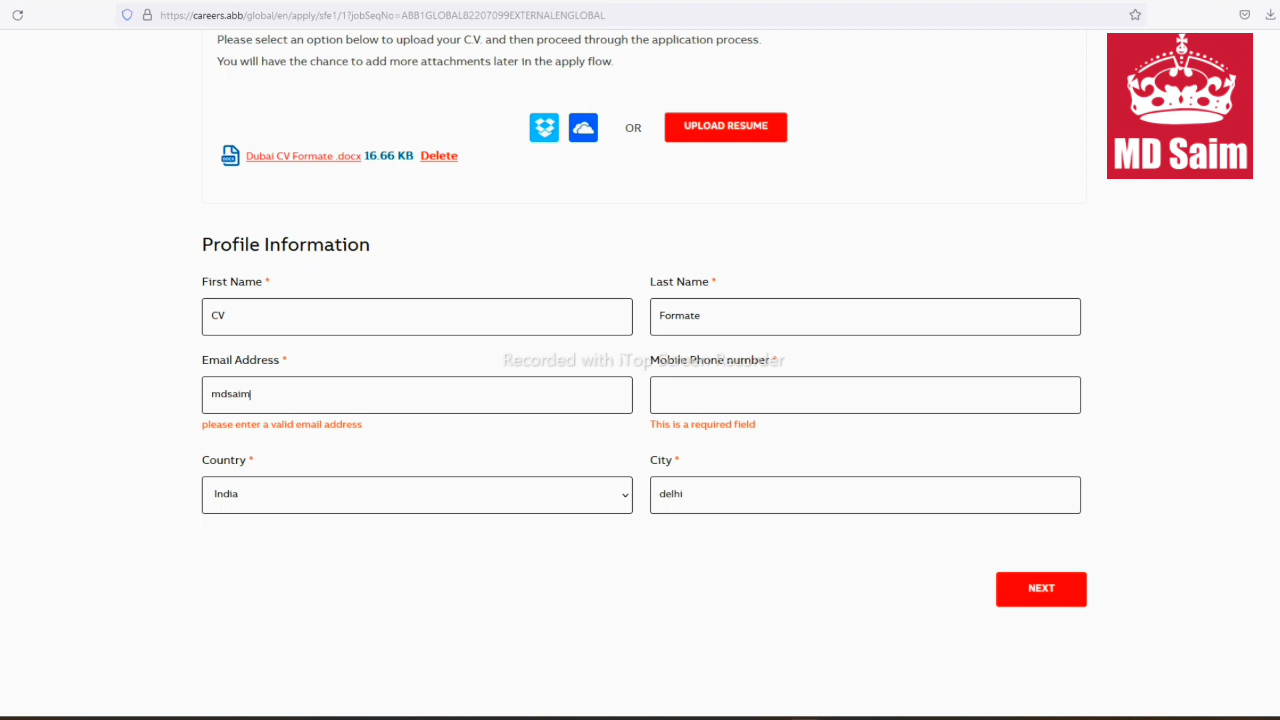 https://careers.abb/global/en/apply/sfe1/1?jobSeqNo=ABB1GLOBAL82207099EXTERNALENGLOBAL
Please select an option below to upload your C.V. and then proceed through the application process.
You will have the chance to add more attachments later in the apply flow.
OR
UPLOAD RESUME
DOCX
Dubai CV Formate .docx 16.66 KB Delete
MD Saim
Profile Information
First Name *
Last Name *
CV
Formate
Email Address *
Mobile Phone number *
Recorded with iTop Screen Recorder
mdsaim
please enter a valid email address
This is a required field
Country *
City *
India
delhi
NEXT